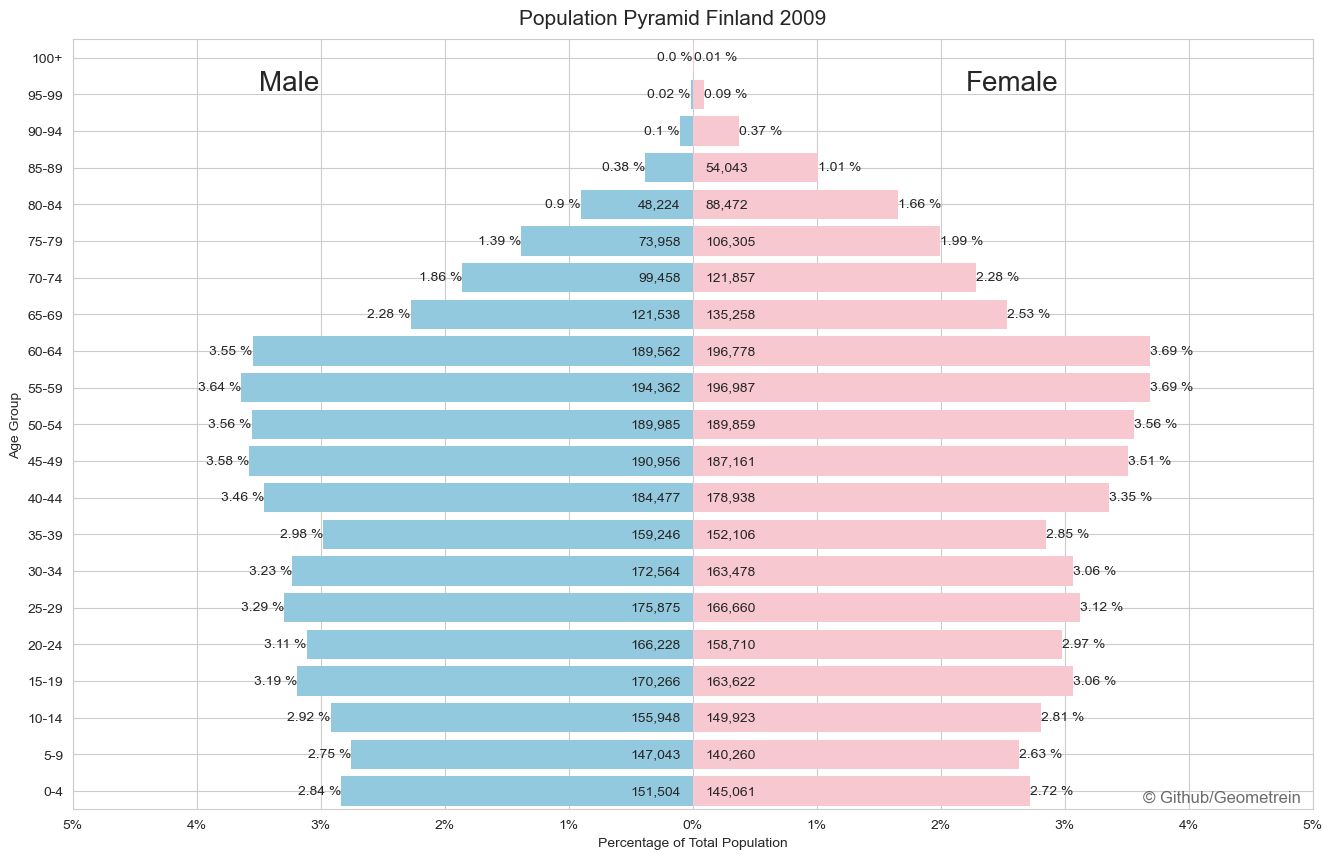 Population Pyramid Finland 2009
Male
Female
Age Group
100+ 0.0 % 0.01 %
95-99 0.02 % 0.09 %
90-94 0.1 % 0.37 %
85-89 0.38 % 54,043 1.01 %
80-84 0.9 % 48,224 88,472 1.66 %
75-79 1.39 % 73,958 106,305 1.99 %
70-74 1.86 % 99,458 121,857 2.28 %
65-69 2.28 % 121,538 135,258 2.53 %
60-64 3.55 % 189,562 196,778 3.69 %
55-59 3.64 % 194,362 196,987 3.69 %
50-54 3.56 % 189,985 189,859 3.56 %
45-49 3.58 % 190,956 187,161 3.51 %
40-44 3.46 % 184,477 178,938 3.35 %
35-39 2.98 % 159,246 152,106 2.85 %
30-34 3.23 % 172,564 163,478 3.06 %
25-29 3.29 % 175,875 166,660 3.12 %
20-24 3.11 % 166,228 158,710 2.97 %
15-19 3.19 % 170,266 163,622 3.06 %
10-14 2.92 % 155,948 149,923 2.81 %
5-9 2.75 % 147,043 140,260 2.63 %
0-4 2.84 % 151,504 145,061 2.72 %
© Github/Geometrein
5% 4% 3% 2% 1% 0% 1% 2% 3% 4% 5%
Percentage of Total Population